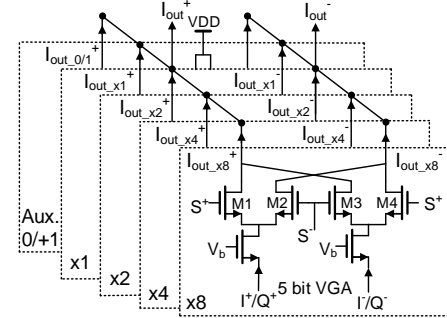 Iout+ VDD Iout-
Iout_0/1+
Iout_x1+ Iout_x1-
Iout_x2+ Iout_x2-
Iout_x4+ Iout_x4-
Iout_x8+ Iout_x8-
S+ M1 M2 M3 M4 S+
S-
Aux.
0/+1
Vb Vb
x1
x2
x4
x8
I+/Q+ 5 bit VGA I-/Q-